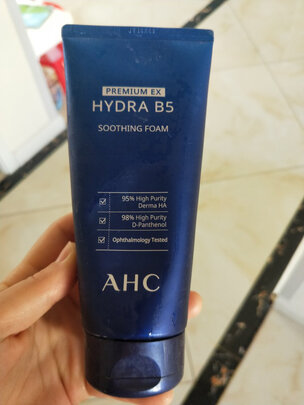 PREMIUM EX
HYDRA B5
SOOTHING FOAM
95% High Purity
Derma HA
98% High Purity
D-Panthenol
Ophthalmology Tested
AHC